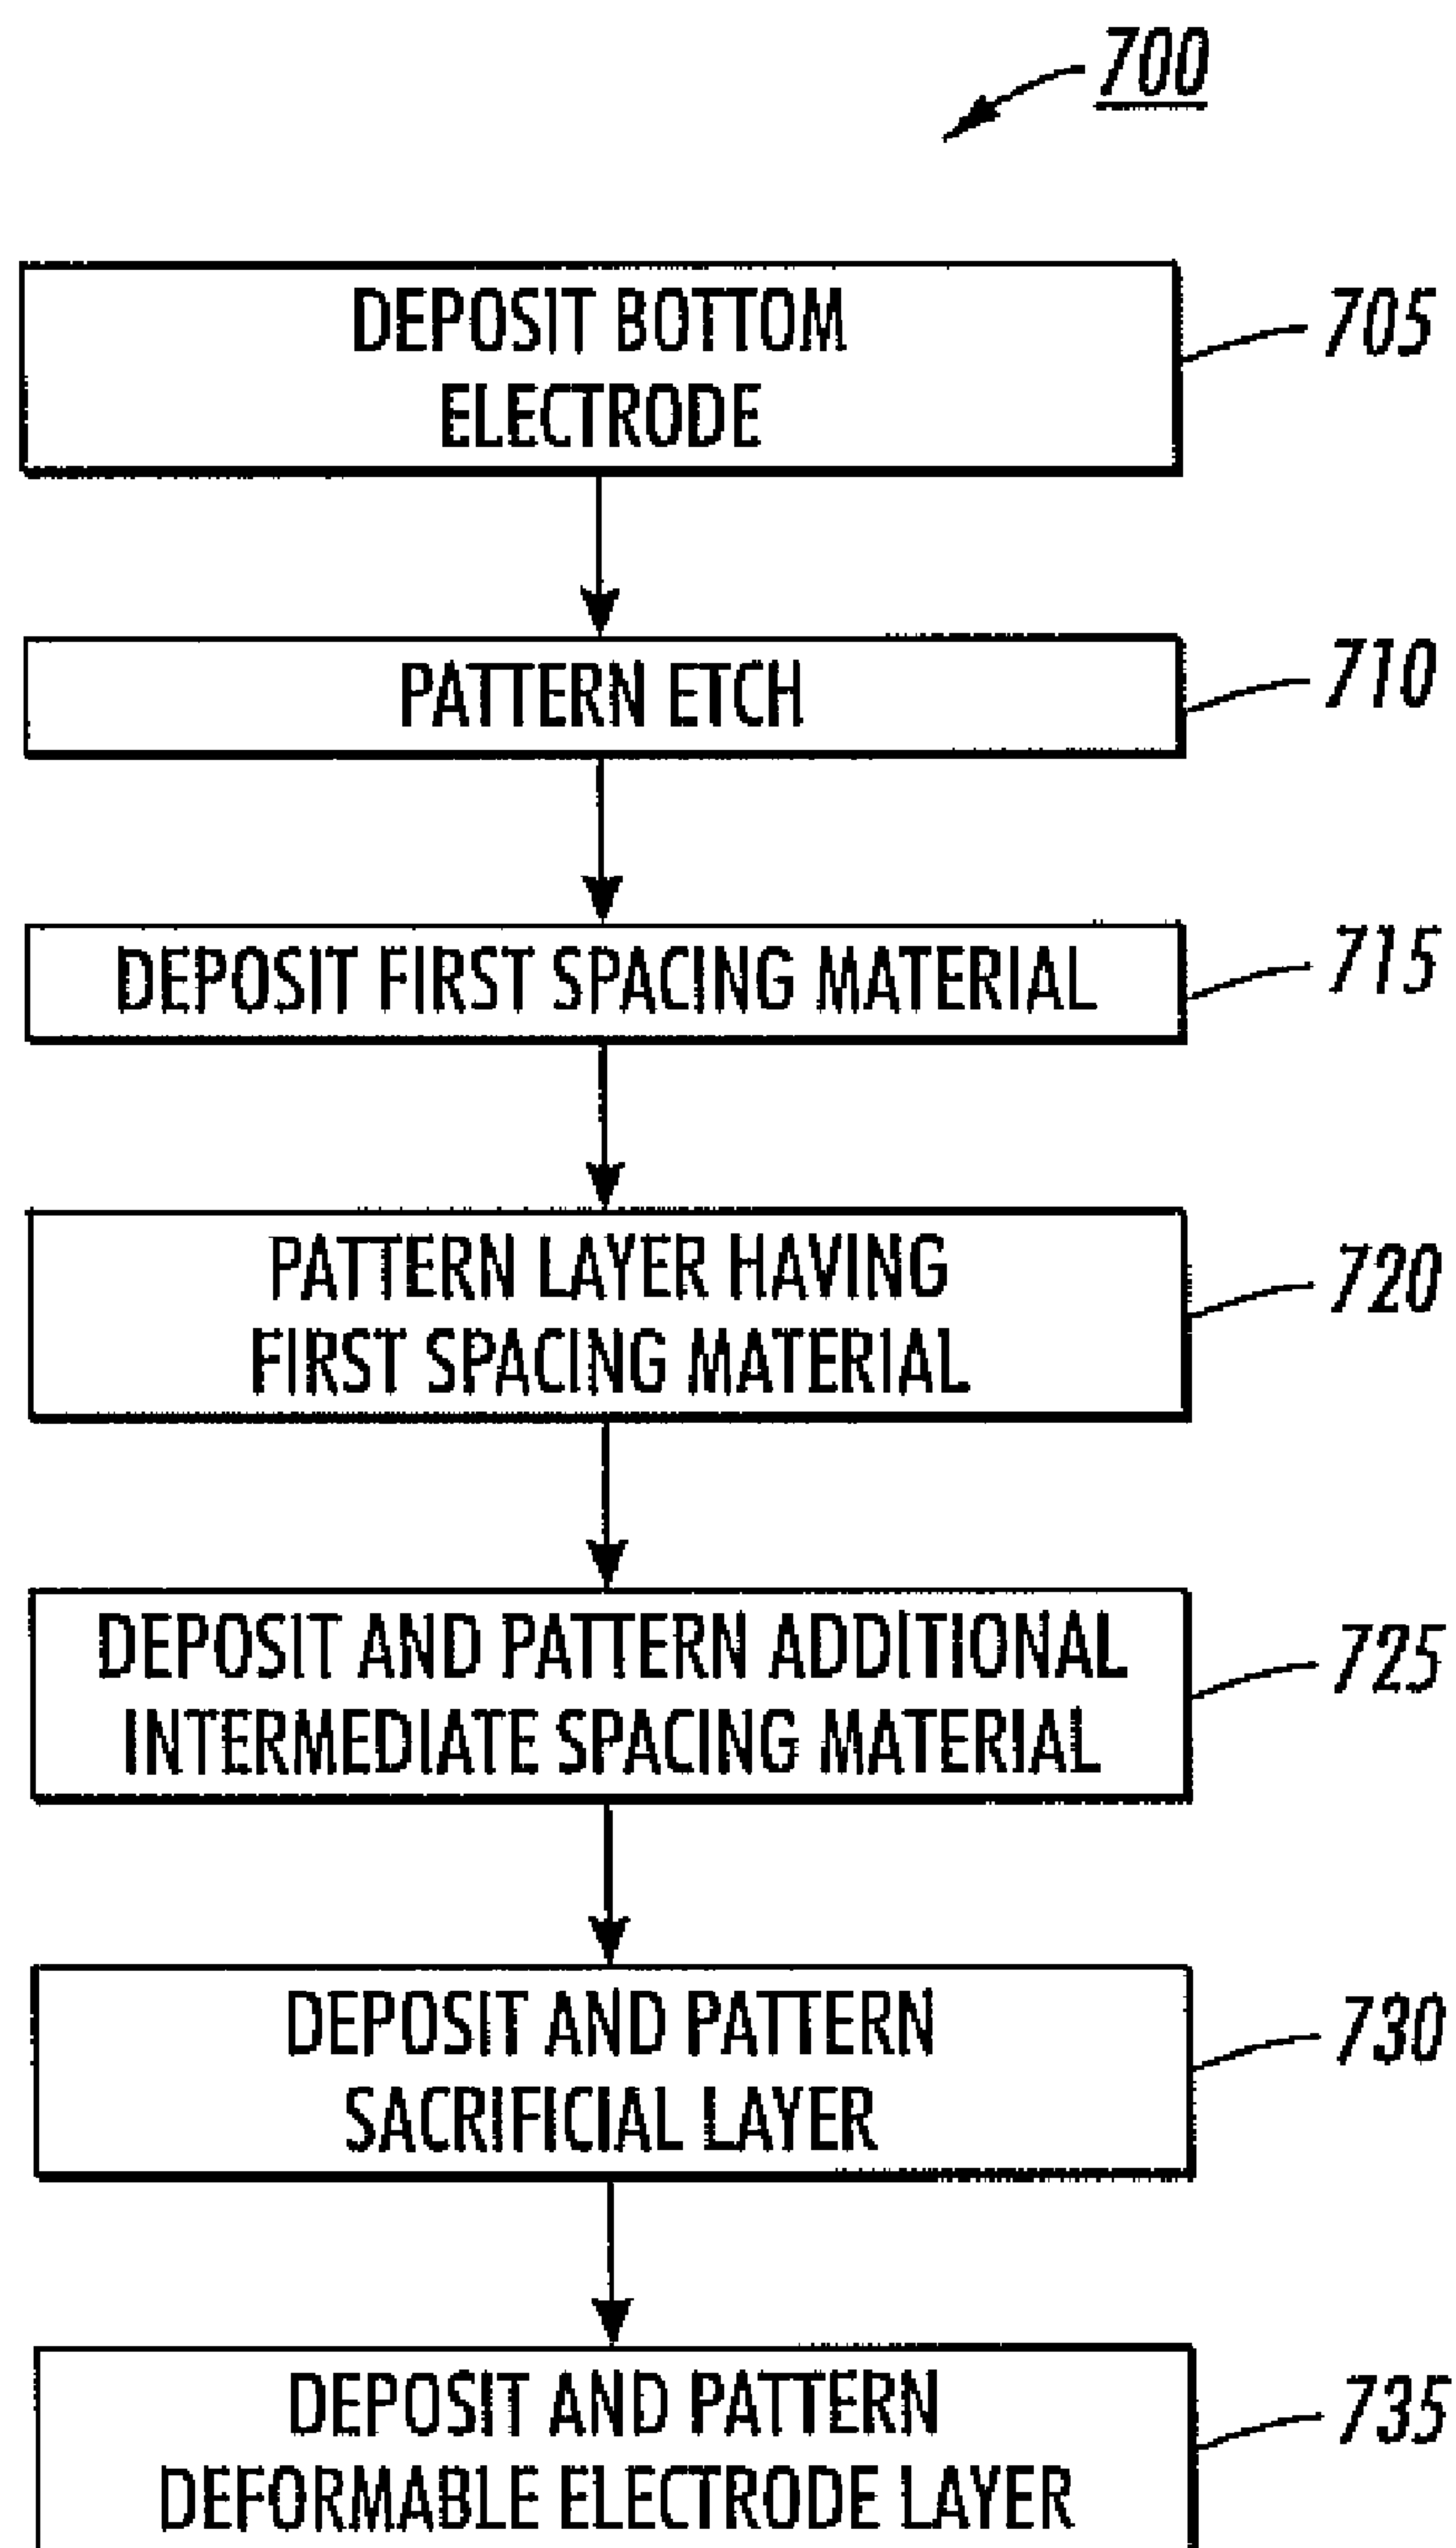 700
DEPOSIT BOTTOM
ELECTRODE
705
PATTERN ETCH
710
DEPOSIT FIRST SPACING MATERIAL
715
PATTERN LAYER HAVING
FIRST SPACING MATERIAL
720
DEPOSIT AND PATTERN ADDITIONAL
INTERMEDIATE SPACING MATERIAL
725
DEPOSIT AND PATTERN
SACRIFICIAL LAYER
730
DEPOSIT AND PATTERN
DEFORMABLE ELECTRODE LAYER
735